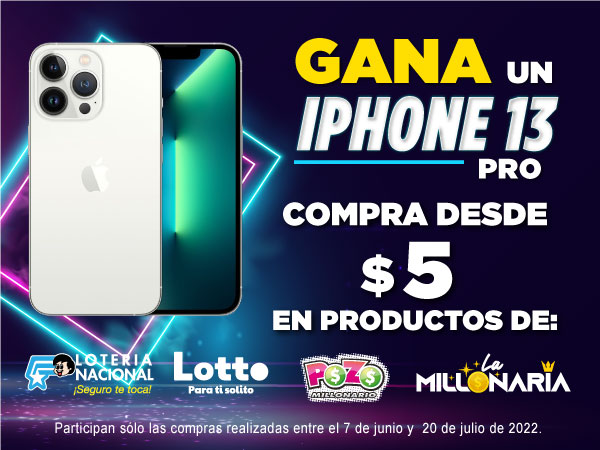 GANA UN
IPHONE 13
PRO
COMPRA DESDE
$5
EN PRODUCTOS DE:
LOTERIA
NACIONAL
¡Seguro te toca!
Lotto
Para ti solito
POZO
MILLONARIO
La
MILLONARIA
Participan sólo las compras realizadas entre el 7 de junio y 20 de julio de 2022.